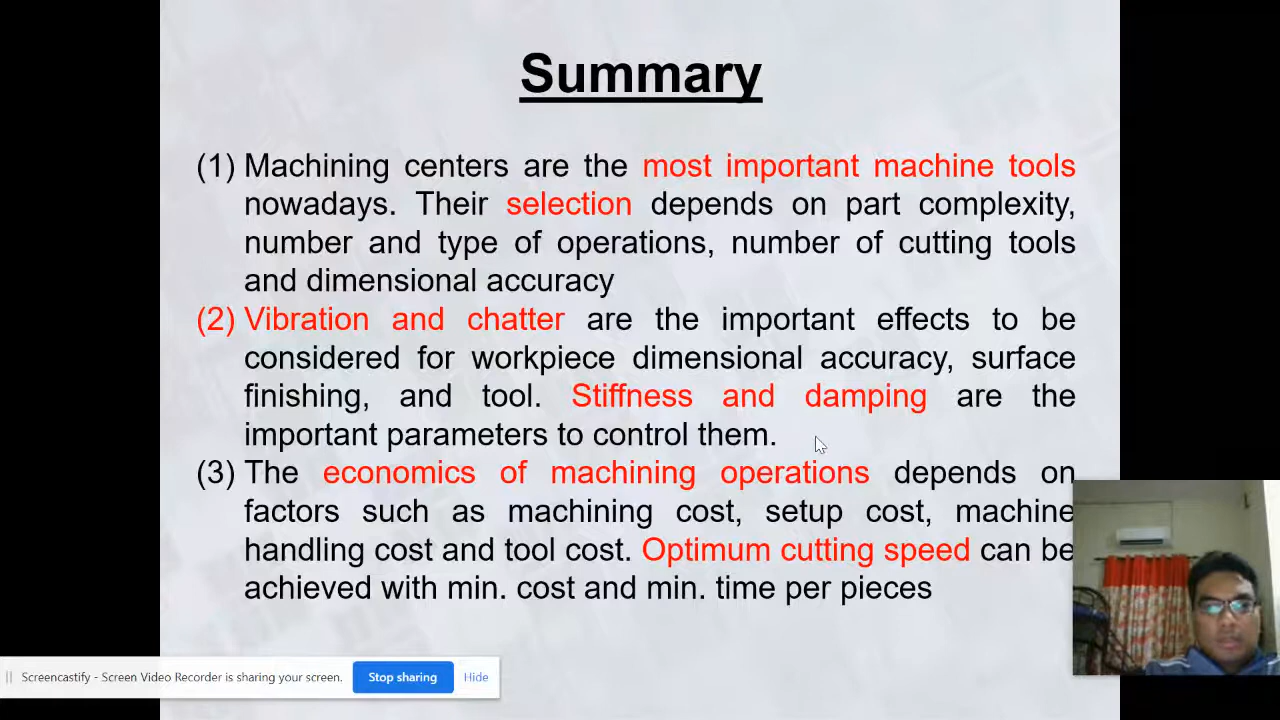 Summary
(1) Machining centers are the most important machine tools
nowadays. Their selection depends on part complexity,
number and type of operations, number of cutting tools
and dimensional accuracy
(2) Vibration and chatter are the important effects to be
considered for workpiece dimensional accuracy, surface
finishing, and tool. Stiffness and damping are the
important parameters to control them.
(3) The economics of machining operations depends on
factors such as machining cost, setup cost, machine
handling cost and tool cost. Optimum cutting speed can be
achieved with min. cost and min. time per pieces
Screencastify - Screen Video Recorder is sharing your screen. Stop sharing Hide